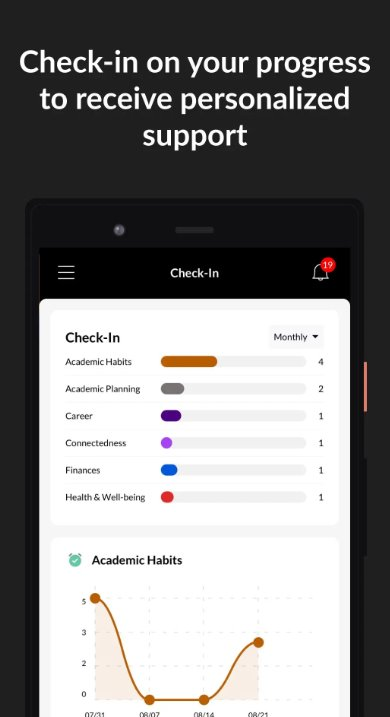 Check-in on your progress
to receive personalized
support
Check-In
19
Check-In
Monthly
Academic Habits 4
Academic Planning 2
Career 1
Connectedness 1
Finances 1
Health & Well-being 1
Academic Habits
5
3
2
0
07/31 08/07 08/14 08/21